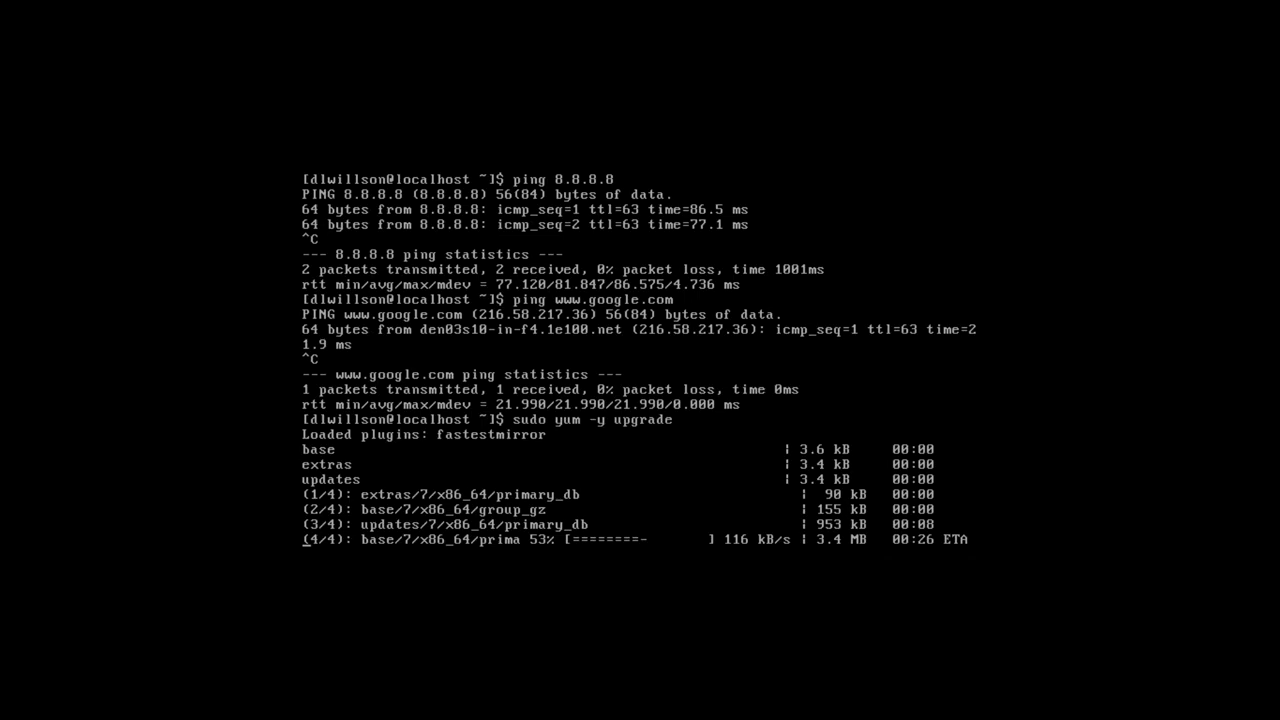 [dlwillson@localhost ~]$ ping 8.8.8.8
PING 8.8.8.8 (8.8.8.8) 56(84) bytes of data.
64 bytes from 8.8.8.8: icmp_seq=1 ttl=63 time=86.5 ms
64 bytes from 8.8.8.8: icmp_seq=2 ttl=63 time=77.1 ms
^C
--- 8.8.8.8 ping statistics ---
2 packets transmitted, 2 received, 0% packet loss, time 1001ms
rtt min/avg/max/mdev = 77.120/81.847/86.575/4.736 ms
[dlwillson@localhost ~]$ ping www.google.com
PING www.google.com (216.58.217.36) 56(84) bytes of data.
64 bytes from den03s10-in-f4.1e100.net (216.58.217.36): icmp_seq=1 ttl=63 time=2
1.9 ms
^C
--- www.google.com ping statistics ---
1 packets transmitted, 1 received, 0% packet loss, time 0ms
rtt min/avg/max/mdev = 21.990/21.990/21.990/0.000 ms
[dlwillson@localhost ~]$ sudo yum -y upgrade
Loaded plugins: fastestmirror
base | 3.6 kB 00:00
extras | 3.4 kB 00:00
updates | 3.4 kB 00:00
(1/4): extras/7/x86_64/primary_db | 90 kB 00:00
(2/4): base/7/x86_64/group_gz | 155 kB 00:00
(3/4): updates/7/x86_64/primary_db | 953 kB 00:08
(4/4): base/7/x86_64/prima 53% [========- ] 116 kB/s | 3.4 MB 00:26 ETA